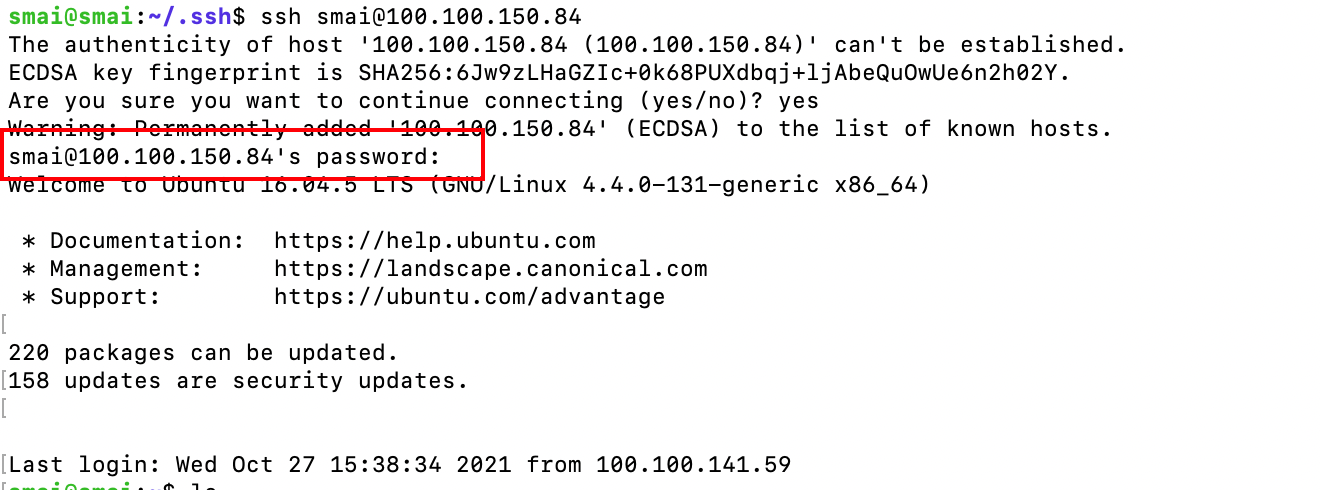 smai@smai:~/.ssh$ ssh smai@100.100.150.84
The authenticity of host '100.100.150.84 (100.100.150.84)' can't be established.
ECDSA key fingerprint is SHA256:6Jw9zLHaGZIc+0k68PUXdbqj+ljAbeQuOwUe6n2h02Y.
Are you sure you want to continue connecting (yes/no)? yes
Warning: Permanently added '100.100.150.84' (ECDSA) to the list of known hosts.
smai@100.100.150.84's password:
Welcome to Ubuntu 16.04.5 LTS (GNU/Linux 4.4.0-131-generic x86_64)
* Documentation: https://help.ubuntu.com
* Management: https://landscape.canonical.com
* Support: https://ubuntu.com/advantage
[
220 packages can be updated.
[158 updates are security updates.
[
[Last login: Wed Oct 27 15:38:34 2021 from 100.100.141.59
[smai@smai:~$ ls